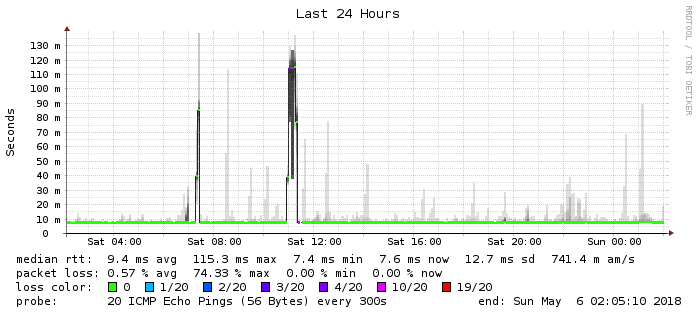 Last 24 Hours
RRDTOOL / TOBI OETIKER
Seconds
130 m
120 m
110 m
100 m
90 m
80 m
70 m
60 m
50 m
40 m
30 m
20 m
10 m
0
Sat 04:00 Sat 08:00 Sat 12:00 Sat 16:00 Sat 20:00 Sun 00:00
median rtt: 9.4 ms avg 115.3 ms max 7.4 ms min 7.6 ms now 12.7 ms sd 741.4 m am/s
packet loss: 0.57 % avg 74.33 % max 0.00 % min 0.00 % now
loss color: 0 1/20 2/20 3/20 4/20 10/20 19/20
probe: 20 ICMP Echo Pings (56 Bytes) every 300s end: Sun May 6 02:05:10 2018